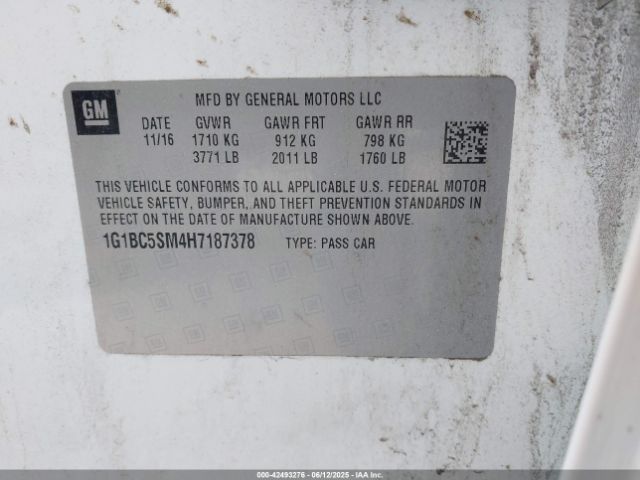 GM
MFD BY GENERAL MOTORS LLC
DATE GVWR GAWR FRT GAWR RR
11/16 1710 KG 912 KG 798 KG
3771 LB 2011 LB 1760 LB
THIS VEHICLE CONFORMS TO ALL APPLICABLE U.S. FEDERAL MOTOR
VEHICLE SAFETY, BUMPER, AND THEFT PREVENTION STANDARDS IN
EFFECT ON THE DATE OF MANUFACTURE SHOWN ABOVE.
1G1BC5SM4H7187378 TYPE: PASS CAR
000-42493276 - 06/12/2025 - IAA Inc. All Rights Reserved